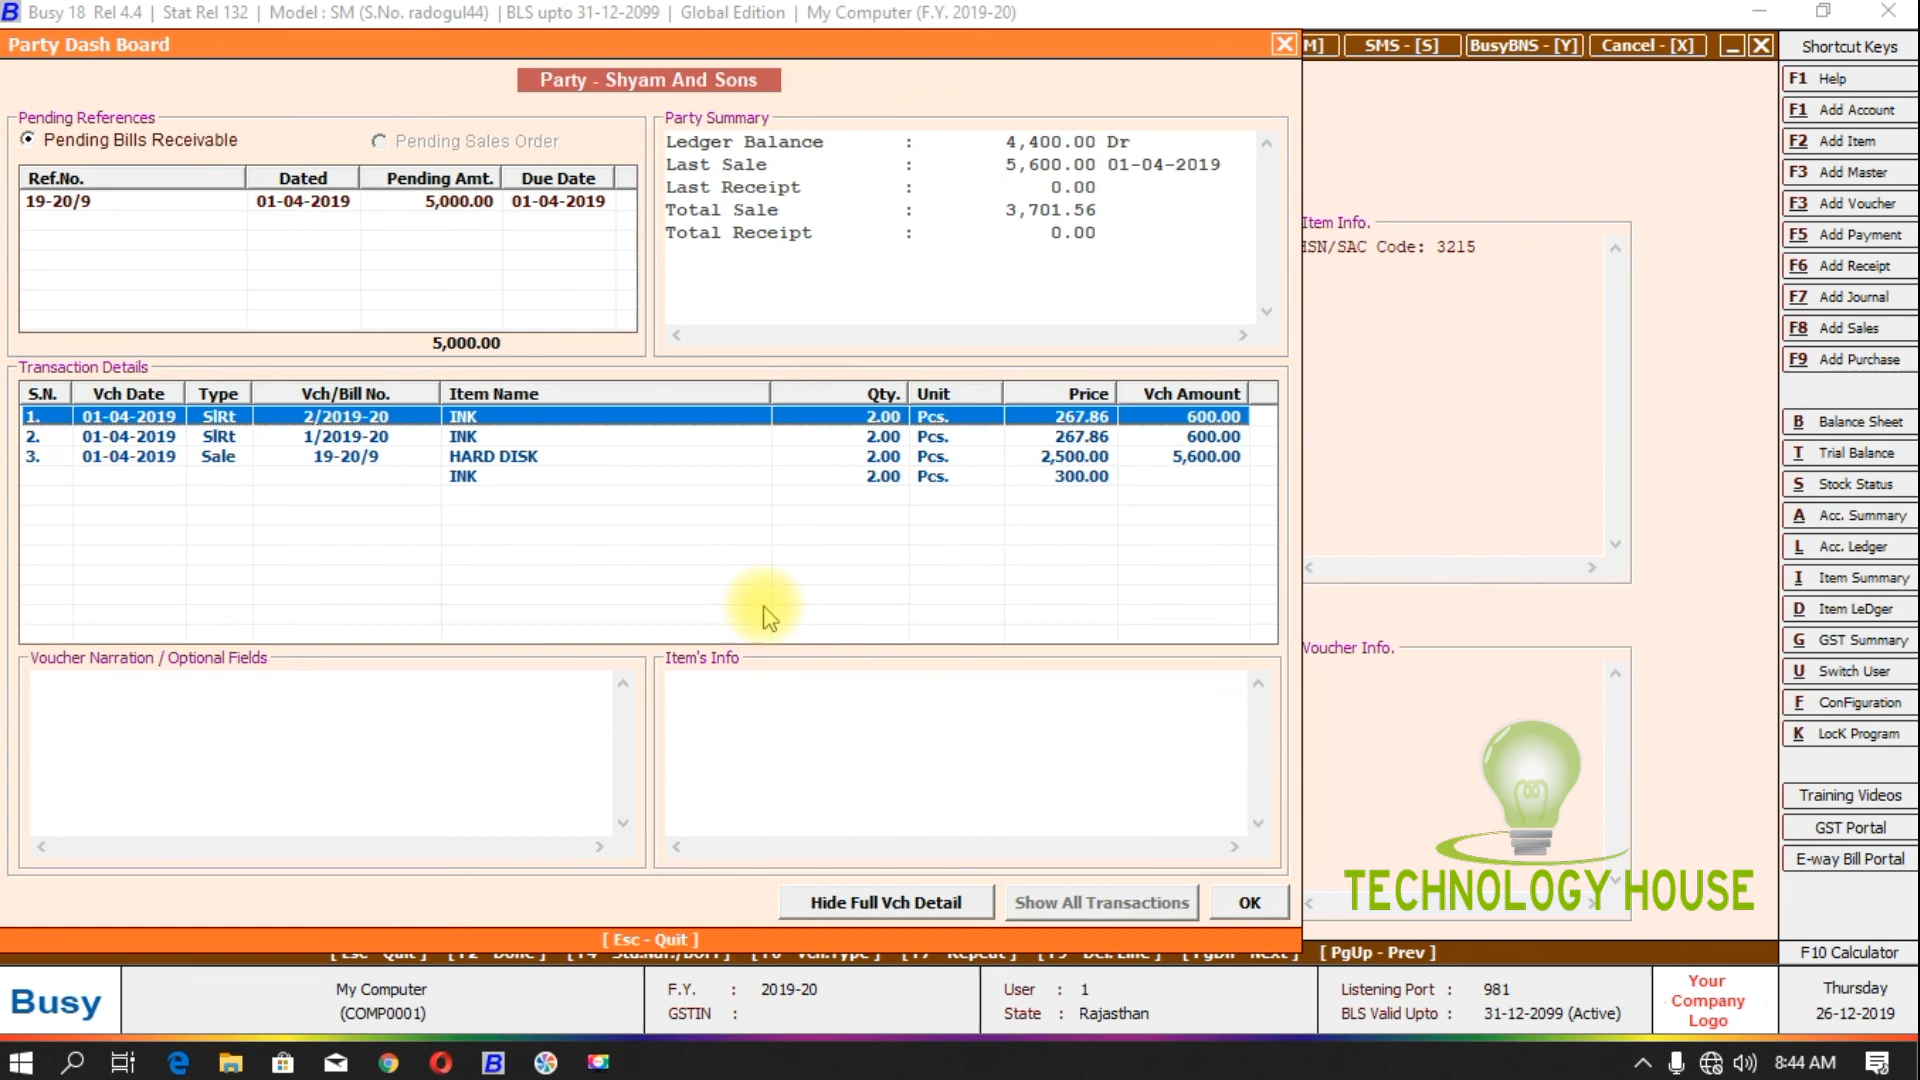 Busy 18 Rel 4.4 | Stat Rel 132 | Model : SM (S.No. radogul44) | BLS upto 31-12-2099 | Global Edition | My Computer (F.Y. 2019-20)
Party Dash Board
M] SMS - [S] BusyBNS - [Y] Cancel - [X]
Party - Shyam And Sons
Pending References
Pending Bills Receivable Pending Sales Order
Ref.No. Dated Pending Amt. Due Date
19-20/9 01-04-2019 5,000.00 01-04-2019
5,000.00
Party Summary
Ledger Balance : 4,400.00 Dr
Last Sale : 5,600.00 01-04-2019
Last Receipt : 0.00
Total Sale : 3,701.56
Total Receipt : 0.00
Item Info.
HSN/SAC Code: 3215
Transaction Details
S.N. Vch Date Type Vch/Bill No. Item Name Qty. Unit Price Vch Amount
1. 01-04-2019 SlRt 2/2019-20 INK 2.00 Pcs. 267.86 600.00
2. 01-04-2019 SlRt 1/2019-20 INK 2.00 Pcs. 267.86 600.00
3. 01-04-2019 Sale 19-20/9 HARD DISK 2.00 Pcs. 2,500.00 5,600.00
INK 2.00 Pcs. 300.00
Voucher Narration / Optional Fields
Item's Info
Voucher Info.
TECHNOLOGY HOUSE
Hide Full Vch Detail Show All Transactions OK
[ Esc - Quit ]
[ PgUp - Prev ]
Shortcut Keys
F1 Help
F1 Add Account
F2 Add Item
F3 Add Master
F3 Add Voucher
F5 Add Payment
F6 Add Receipt
F7 Add Journal
F8 Add Sales
F9 Add Purchase
B Balance Sheet
T Trial Balance
S Stock Status
A Acc. Summary
L Acc. Ledger
I Item Summary
D Item LeDger
G GST Summary
U Switch User
F ConFiguration
K LocK Program
Training Videos
GST Portal
E-way Bill Portal
F10 Calculator
Busy
My Computer
(COMP0001)
F.Y. : 2019-20
GSTIN :
User : 1
State : Rajasthan
Listening Port : 981
BLS Valid Upto : 31-12-2099 (Active)
Your
Company
Logo
Thursday
26-12-2019
8:44 AM